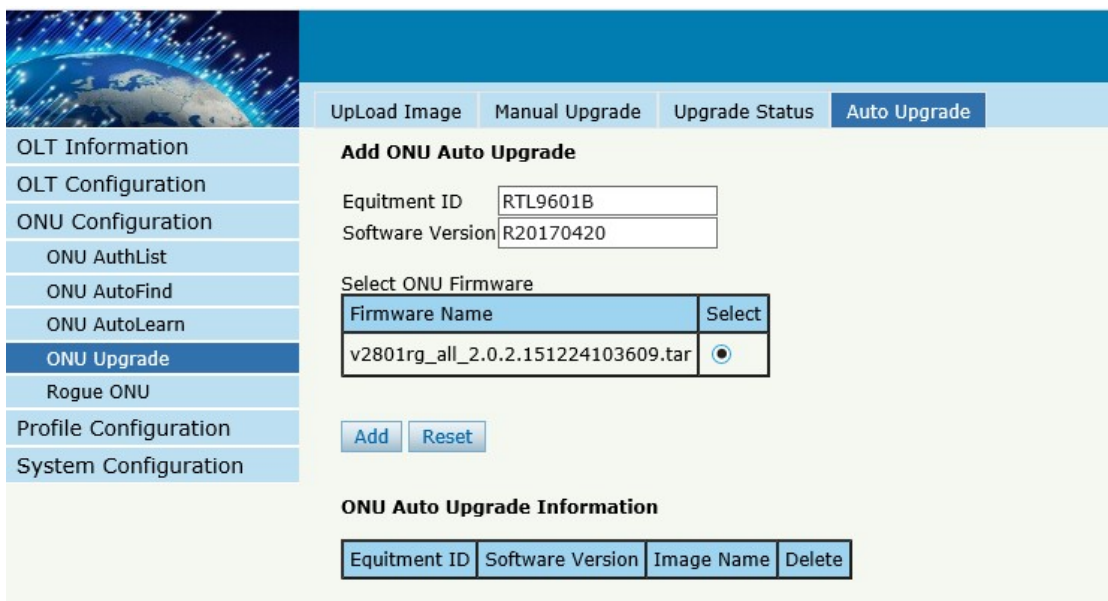 UpLoad Image Manual Upgrade Upgrade Status Auto Upgrade
OLT Information
OLT Configuration
ONU Configuration
ONU AuthList
ONU AutoFind
ONU AutoLearn
ONU Upgrade
Rogue ONU
Profile Configuration
System Configuration
Add ONU Auto Upgrade
Equitment ID RTL9601B
Software Version R20170420
Select ONU Firmware
Firmware Name Select
v2801rg_all_2.0.2.151224103609.tar
Add Reset
ONU Auto Upgrade Information
Equitment ID Software Version Image Name Delete